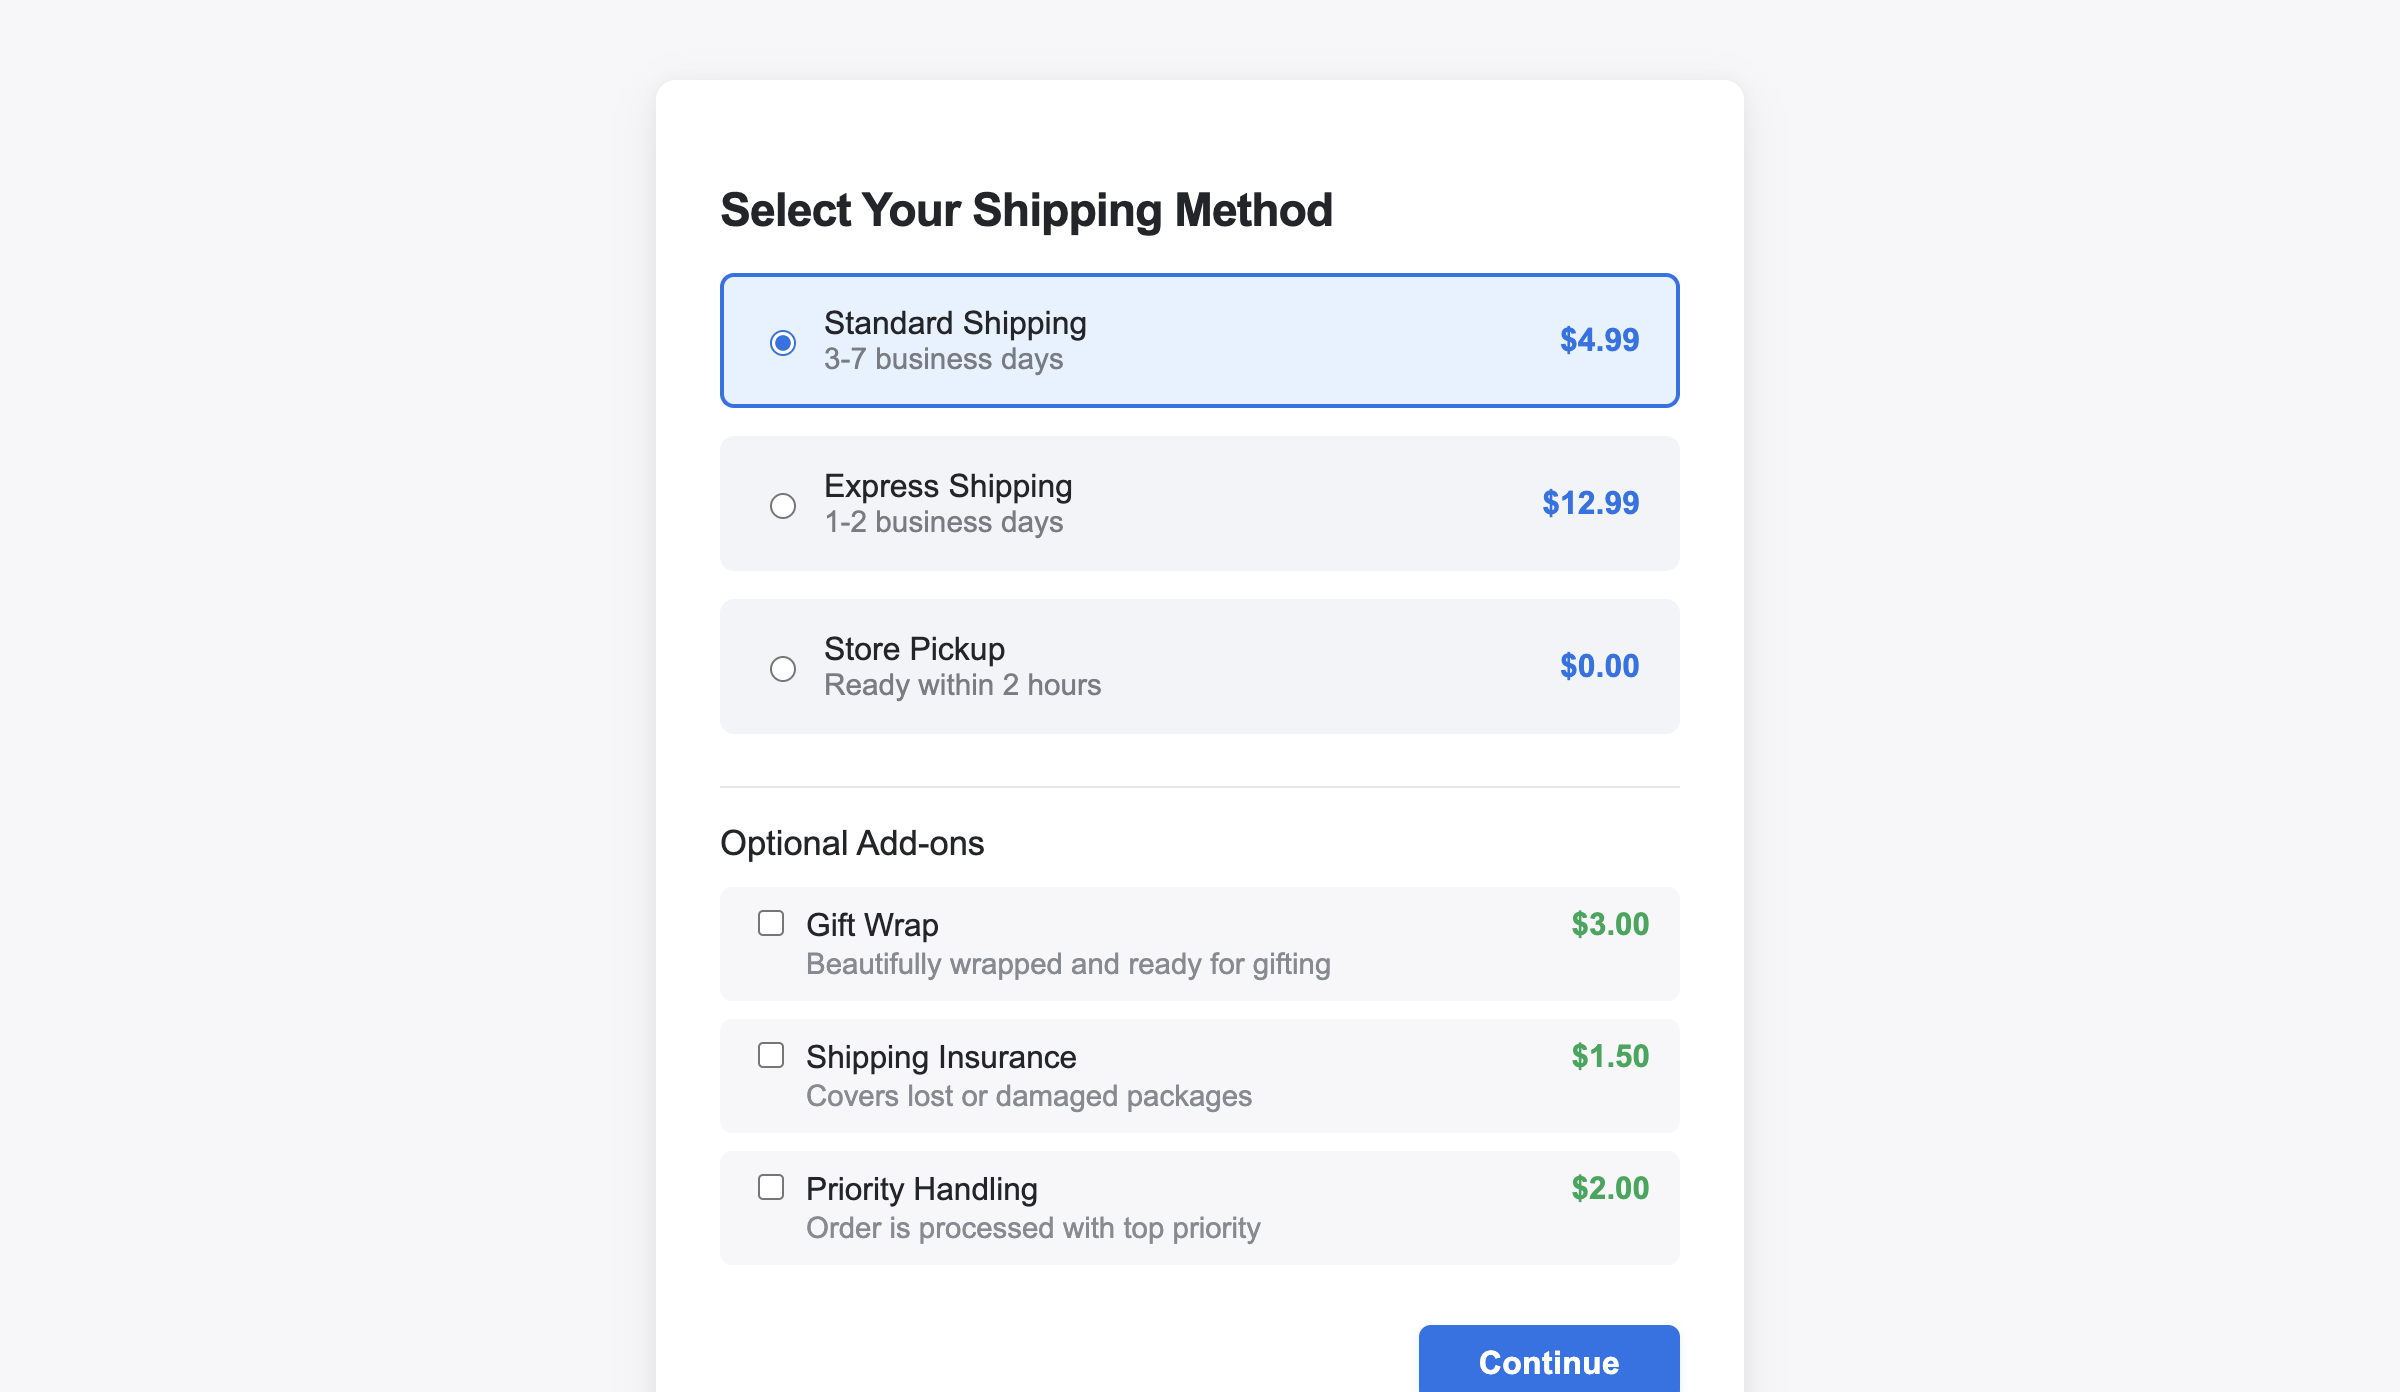 Select Your Shipping Method
Standard Shipping
3-7 business days
$4.99
Express Shipping
1-2 business days
$12.99
Store Pickup
Ready within 2 hours
$0.00
Optional Add-ons
Gift Wrap
$3.00
Beautifully wrapped and ready for gifting
Shipping Insurance
$1.50
Covers lost or damaged packages
Priority Handling
$2.00
Order is processed with top priority
Continue